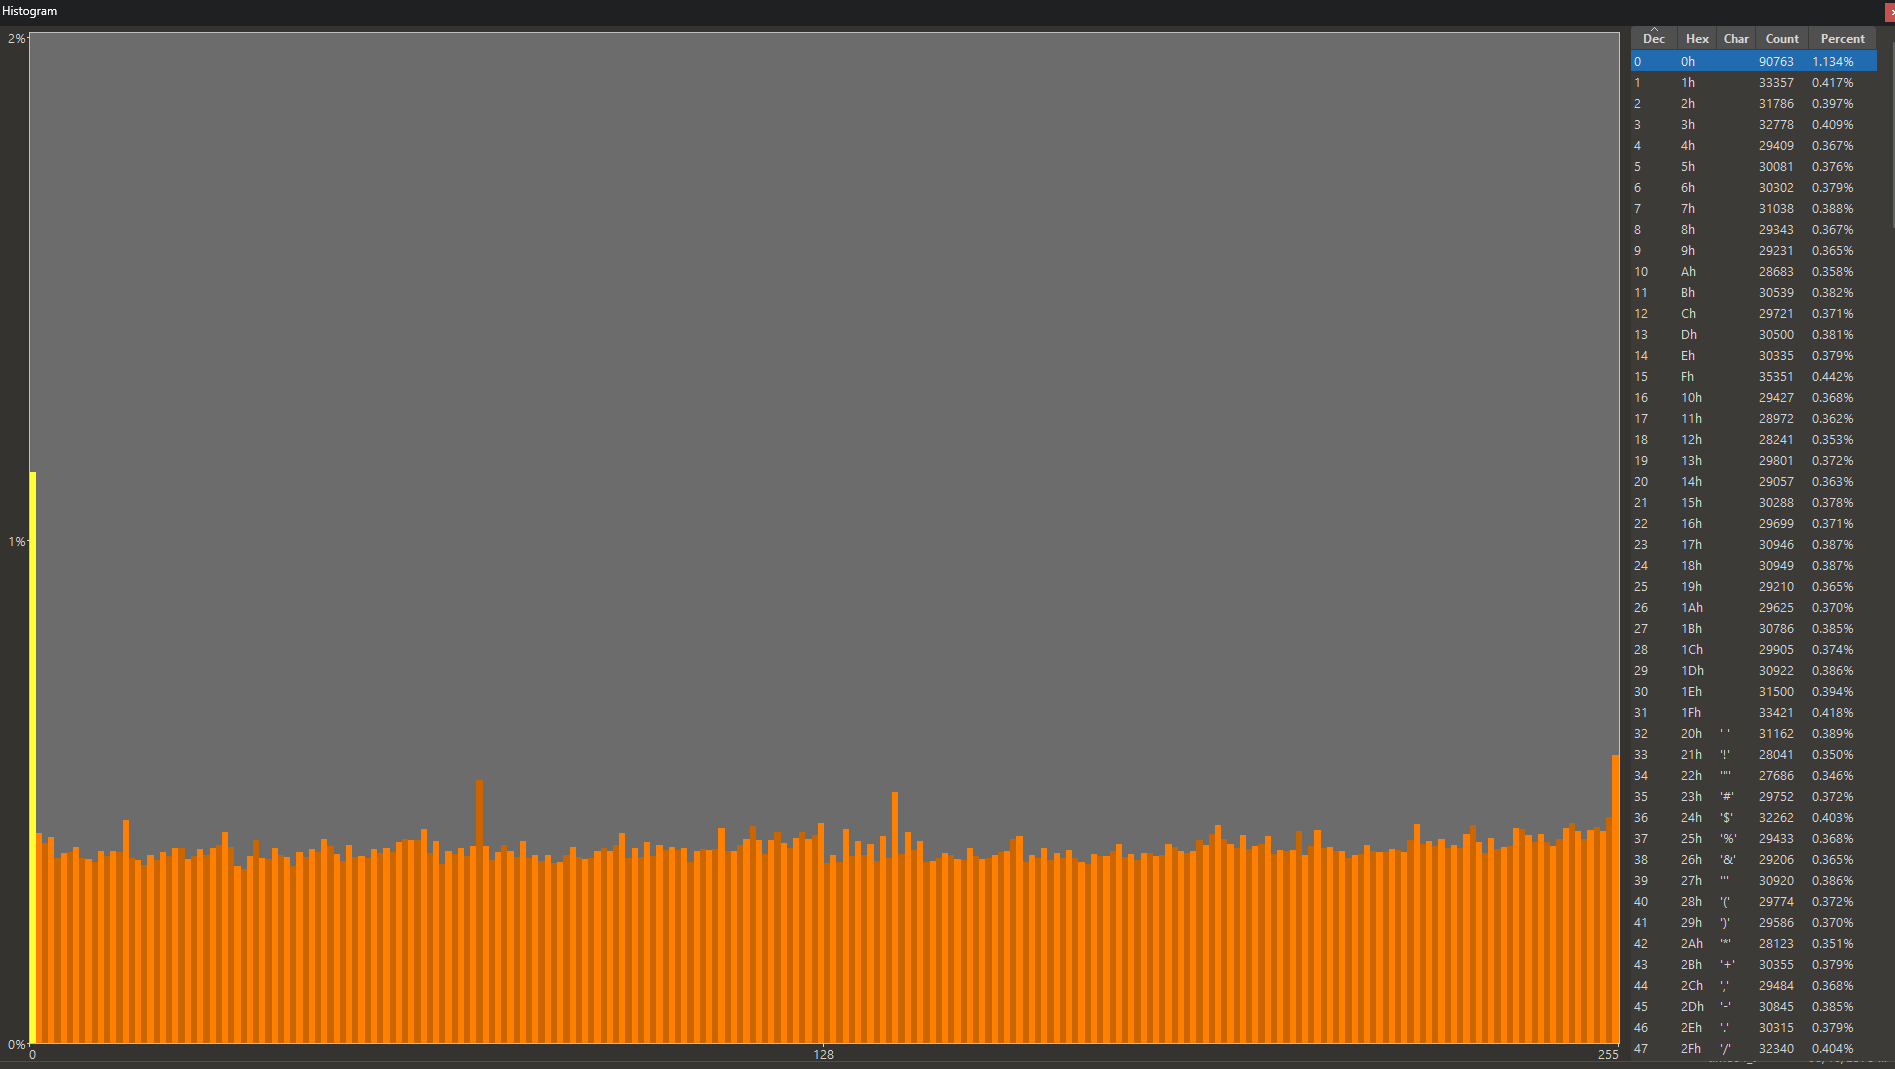 Histogram
2%
1%
0%
0 128 255
Dec Hex Char Count Percent
0 0h 90763 1.134%
1 1h 33357 0.417%
2 2h 31786 0.397%
3 3h 32778 0.409%
4 4h 29409 0.367%
5 5h 30081 0.376%
6 6h 30302 0.379%
7 7h 31038 0.388%
8 8h 29343 0.367%
9 9h 29231 0.365%
10 Ah 28683 0.358%
11 Bh 30539 0.382%
12 Ch 29721 0.371%
13 Dh 30500 0.381%
14 Eh 30335 0.379%
15 Fh 35351 0.442%
16 10h 29427 0.368%
17 11h 28972 0.362%
18 12h 28241 0.353%
19 13h 29801 0.372%
20 14h 29057 0.363%
21 15h 30288 0.378%
22 16h 29699 0.371%
23 17h 30946 0.387%
24 18h 30949 0.387%
25 19h 29210 0.365%
26 1Ah 29625 0.370%
27 1Bh 30786 0.385%
28 1Ch 29905 0.374%
29 1Dh 30922 0.386%
30 1Eh 31500 0.394%
31 1Fh 33421 0.418%
32 20h ' ' 31162 0.389%
33 21h '!' 28041 0.350%
34 22h '"' 27686 0.346%
35 23h '#' 29752 0.372%
36 24h '$' 32262 0.403%
37 25h '%' 29433 0.368%
38 26h '&' 29206 0.365%
39 27h ''' 30920 0.386%
40 28h '(' 29774 0.372%
41 29h ')' 29586 0.370%
42 2Ah '*' 28123 0.351%
43 2Bh '+' 30355 0.379%
44 2Ch ',' 29484 0.368%
45 2Dh '-' 30845 0.385%
46 2Eh '.' 30315 0.379%
47 2Fh '/' 32340 0.404%